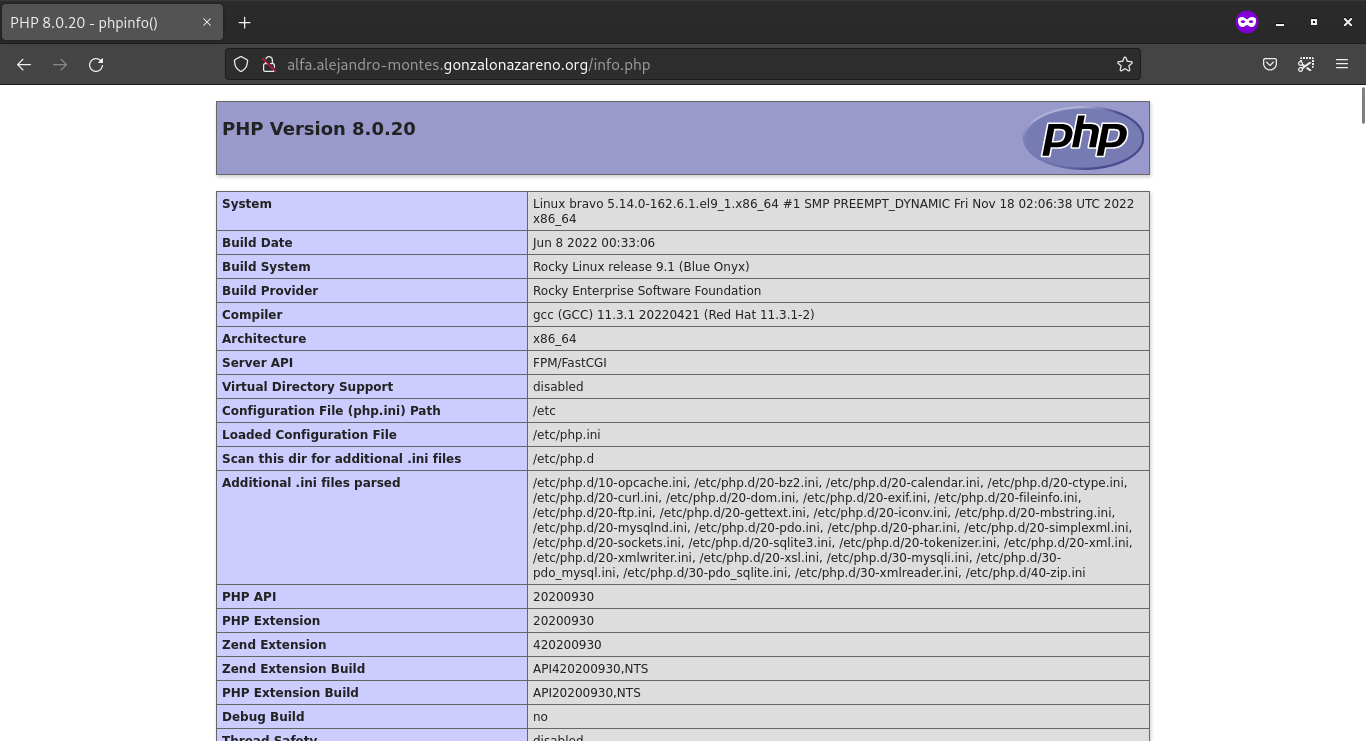 PHP 8.0.20 - phpinfo()
alfa.alejandro-montes.gonzalonazareno.org/info.php
PHP Version 8.0.20
php
System
Linux bravo 5.14.0-162.6.1.el9_1.x86_64 #1 SMP PREEMPT_DYNAMIC Fri Nov 18 02:06:38 UTC 2022
x86_64
Build Date
Jun 8 2022 00:33:06
Build System
Rocky Linux release 9.1 (Blue Onyx)
Build Provider
Rocky Enterprise Software Foundation
Compiler
gcc (GCC) 11.3.1 20220421 (Red Hat 11.3.1-2)
Architecture
x86_64
Server API
FPM/FastCGI
Virtual Directory Support
disabled
Configuration File (php.ini) Path
/etc
Loaded Configuration File
/etc/php.ini
Scan this dir for additional .ini files
/etc/php.d
Additional .ini files parsed
/etc/php.d/10-opcache.ini, /etc/php.d/20-bz2.ini, /etc/php.d/20-calendar.ini, /etc/php.d/20-ctype.ini,
/etc/php.d/20-curl.ini, /etc/php.d/20-dom.ini, /etc/php.d/20-exif.ini, /etc/php.d/20-fileinfo.ini,
/etc/php.d/20-ftp.ini, /etc/php.d/20-gettext.ini, /etc/php.d/20-iconv.ini, /etc/php.d/20-mbstring.ini,
/etc/php.d/20-mysqlnd.ini, /etc/php.d/20-pdo.ini, /etc/php.d/20-phar.ini, /etc/php.d/20-simplexml.ini,
/etc/php.d/20-sockets.ini, /etc/php.d/20-sqlite3.ini, /etc/php.d/20-tokenizer.ini, /etc/php.d/20-xml.ini,
/etc/php.d/20-xmlwriter.ini, /etc/php.d/20-xsl.ini, /etc/php.d/30-mysqli.ini, /etc/php.d/30-
pdo_mysql.ini, /etc/php.d/30-pdo_sqlite.ini, /etc/php.d/30-xmlreader.ini, /etc/php.d/40-zip.ini
PHP API
20200930
PHP Extension
20200930
Zend Extension
420200930
Zend Extension Build
API420200930,NTS
PHP Extension Build
API20200930,NTS
Debug Build
no
Thread Safety
disabled